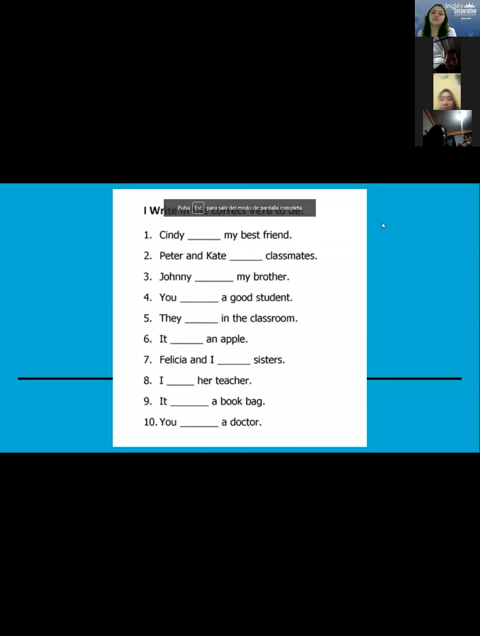 Inglés
Corporativo
I Write in the correct verb to be.
Pulsa Esc para salir del modo de pantalla completa
1. Cindy ______ my best friend.
2. Peter and Kate ______ classmates.
3. Johnny _______ my brother.
4. You _______ a good student.
5. They ______ in the classroom.
6. It ______ an apple.
7. Felicia and I ______ sisters.
8. I _____ her teacher.
9. It _______ a book bag.
10. You _______ a doctor.